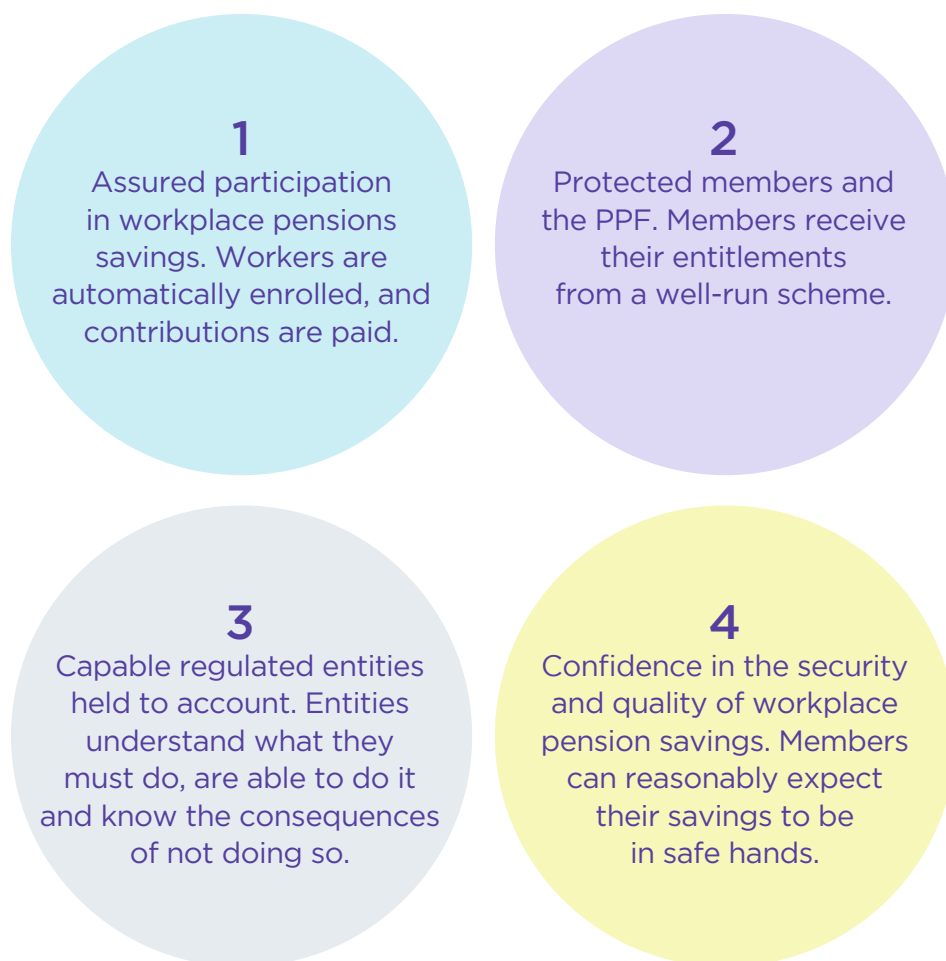 1
Assured participation
in workplace pensions
savings. Workers are
automatically enrolled, and
contributions are paid.
2
Protected members and
the PPF. Members receive
their entitlements
from a well-run scheme.
3
Capable regulated entities
held to account. Entities
understand what they
must do, are able to do it
and know the consequences
of not doing so.
4
Confidence in the security
and quality of workplace
pension savings. Members
can reasonably expect
their savings to be
in safe hands.